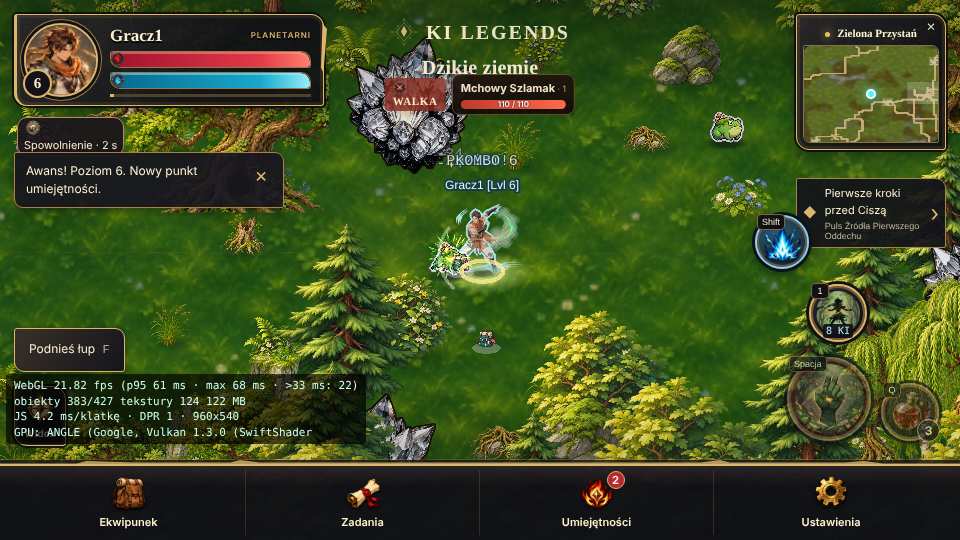 Gracz1
PLANETARNI
6
KI LEGENDS
Dzikie ziemie
WALKA
Mchowy Szlamak · 1
110 / 110
Zielona Przystań
×
Spowolnienie · 2 s
Awans! Poziom 6. Nowy punkt
umiejętności.
×
KOMBO!6
Gracz1 [Lvl 6]
Pierwsze kroki
przed Ciszą
Puls Źródła Pierwszego
Oddechu
Shift
1
8 KI
Spacja
Q
3
Podnieś łup F
WebGL 21.82 fps (p95 61 ms · max 68 ms · >33 ms: 22)
obiekty 383/427 tekstury 124 122 MB
JS 4.2 ms/klatkę · DPR 1 · 960x540
GPU: ANGLE (Google, Vulkan 1.3.0 (SwiftShader
Ekwipunek
Zadania
2
Umiejętności
Ustawienia